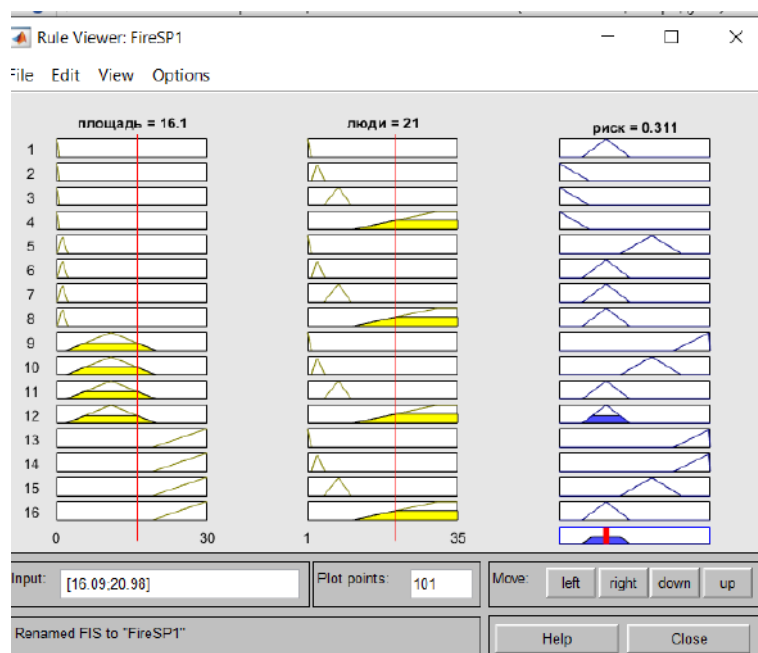 Rule Viewer: FireSP1
File Edit View Options
площадь = 16.1 люди = 21 риск = 0.311
1
2
3
4
5
6
7
8
9
10
11
12
13
14
15
16
0 30 1 35
Input: [16.09;20.98] Plot points: 101 Move: left right down up
Renamed FIS to "FireSP1" Help Close